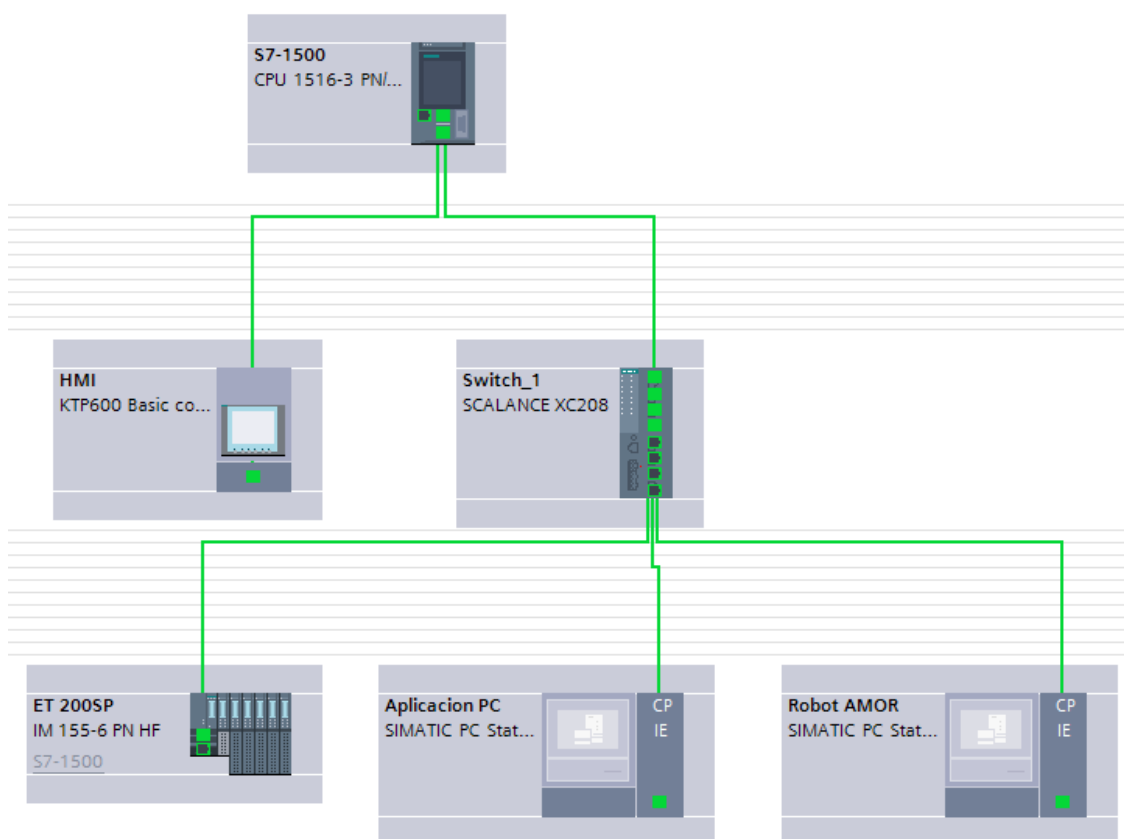 S7-1500
CPU 1516-3 PN/...
HMI
KTP600 Basic co...
Switch_1
SCALANCE XC208
ET 200SP
IM 155-6 PN HF
S7-1500
Aplicacion PC
SIMATIC PC Stat...
CP
IE
Robot AMOR
SIMATIC PC Stat...
CP
IE